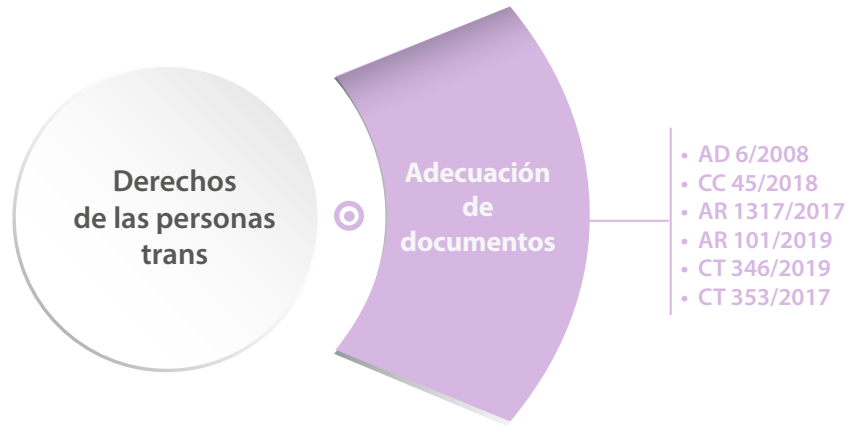 Derechos
de las personas
trans
Adecuación
de
documentos
• AD 6/2008
• CC 45/2018
• AR 1317/2017
• AR 101/2019
• CT 346/2019
• CT 353/2017